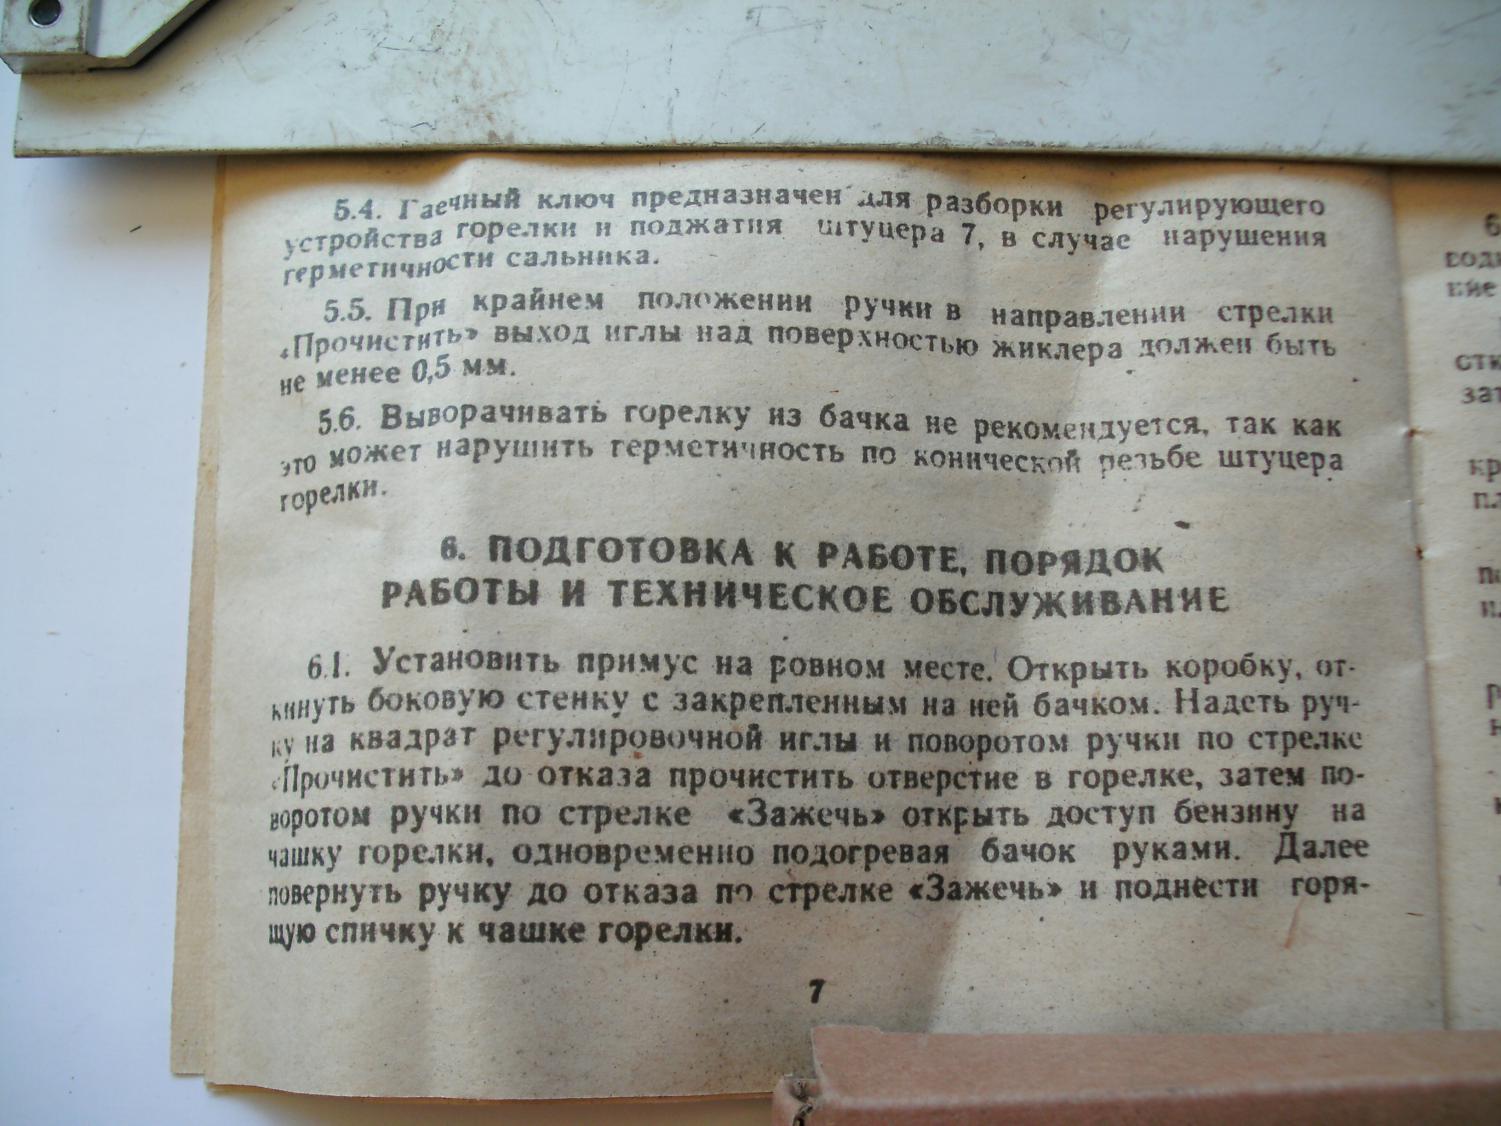 5.4. Гаечный ключ предназначен для разборки регулирующего
устройства горелки и поджатия штуцера 7, в случае нарушения
герметичности сальника.
5.5. При крайнем положении ручки в направлении стрелки
«Прочистить» выход иглы над поверхностью жиклера должен быть
не менее 0,5 мм.
5.6. Выворачивать горелку из бачка не рекомендуется, так как
это может нарушить герметичность по конической резьбе штуцера
горелки.
6. ПОДГОТОВКА К РАБОТЕ, ПОРЯДОК
РАБОТЫ И ТЕХНИЧЕСКОЕ ОБСЛУЖИВАНИЕ
6.1. Установить примус на ровном месте. Открыть коробку, от-
кинуть боковую стенку с закрепленным на ней бачком. Надеть руч-
ку на квадрат регулировочной иглы и поворотом ручки по стрелке
«Прочистить» до отказа прочистить отверстие в горелке, затем по-
воротом ручки по стрелке «Зажечь» открыть доступ бензину на
чашку горелки, одновременно подогревая бачок руками. Далее
повернуть ручку до отказа по стрелке «Зажечь» и поднести горя-
щую спичку к чашке горелки.
7